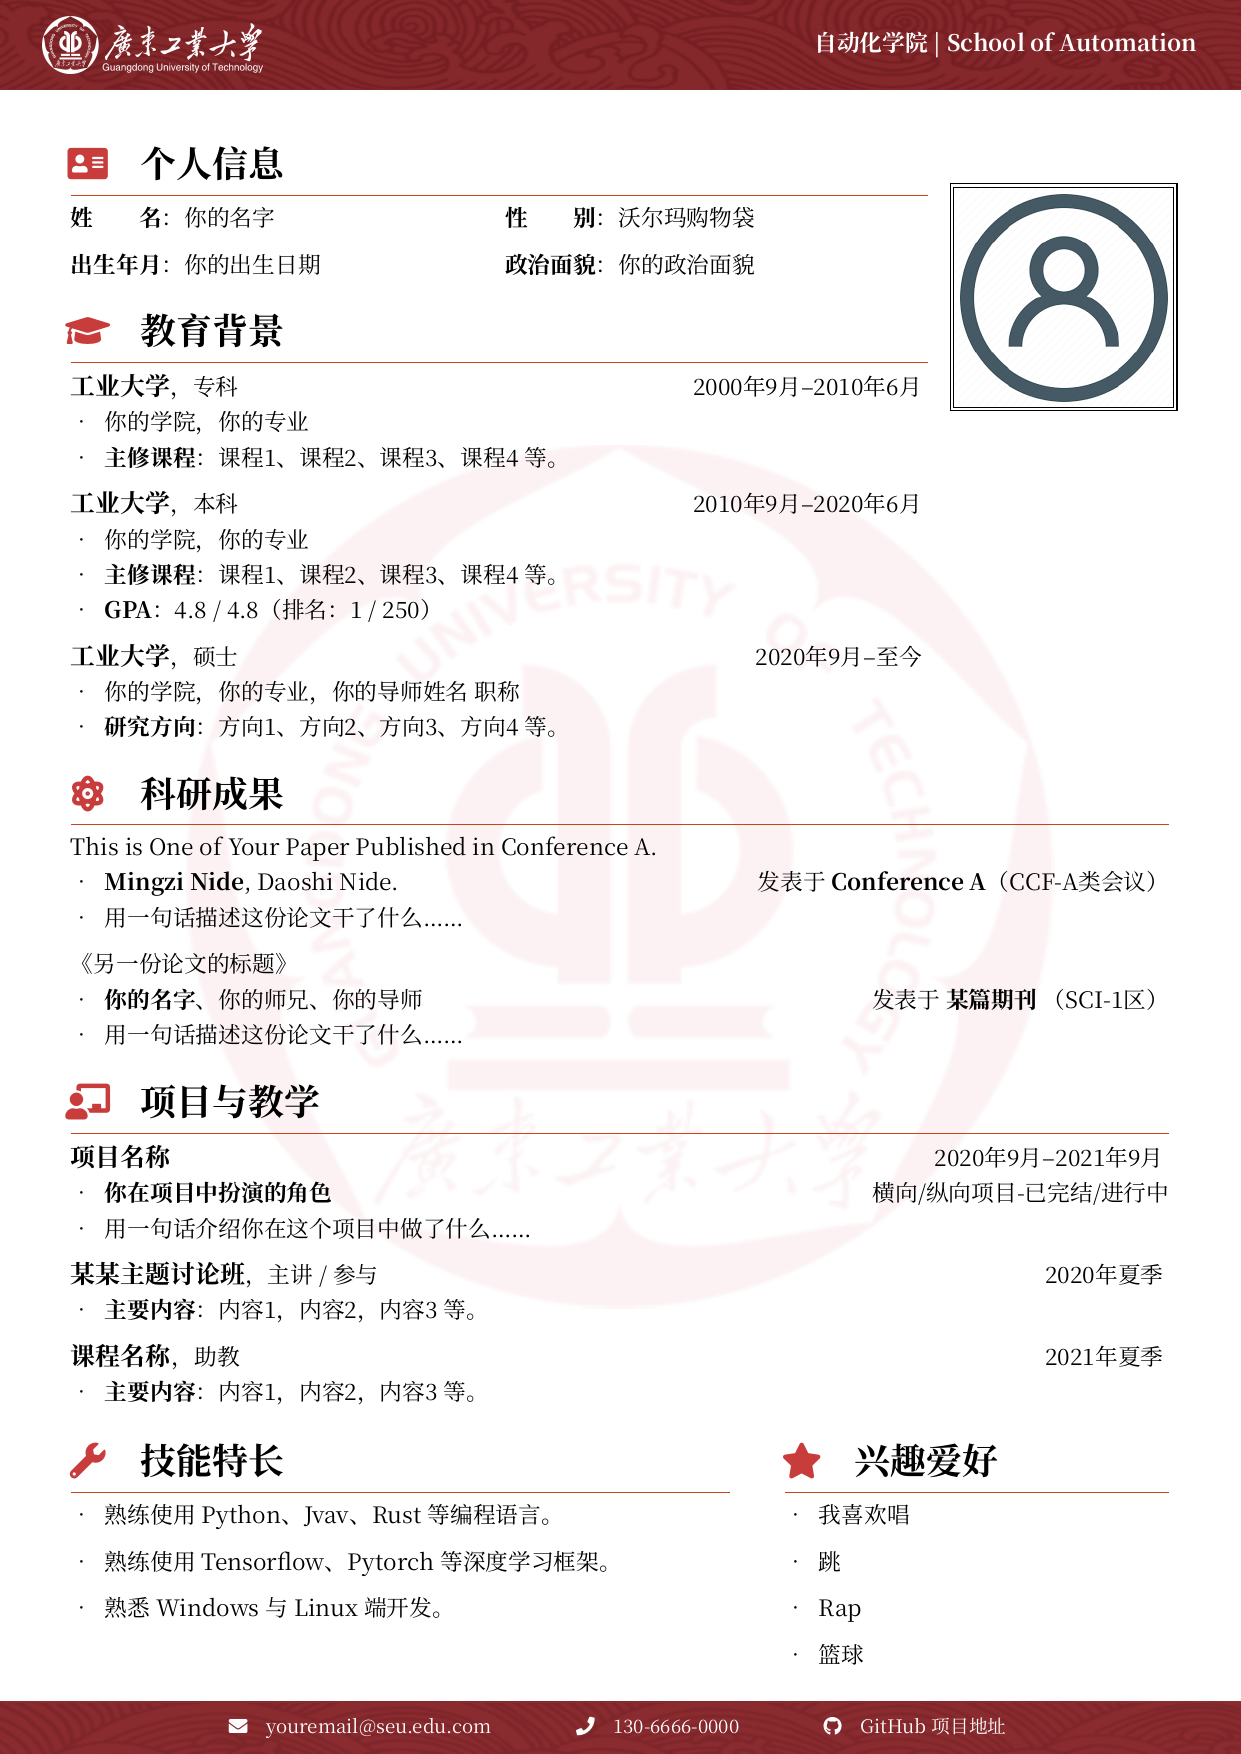 廣東工業大學
Guangdong University of Technology
自动化学院 | School of Automation
个人信息
姓 名：你的名字
性 别：沃尔玛购物袋
出生年月：你的出生日期
政治面貌：你的政治面貌
教育背景
工业大学，专科 2000年9月–2010年6月
· 你的学院，你的专业
· 主修课程：课程1、课程2、课程3、课程4 等。
工业大学，本科 2010年9月–2020年6月
· 你的学院，你的专业
· 主修课程：课程1、课程2、课程3、课程4 等。
· GPA：4.8 / 4.8（排名：1 / 250）
工业大学，硕士 2020年9月–至今
· 你的学院，你的专业，你的导师姓名 职称
· 研究方向：方向1、方向2、方向3、方向4 等。
科研成果
This is One of Your Paper Published in Conference A.
· Mingzi Nide, Daoshi Nide. 发表于 Conference A（CCF-A类会议）
· 用一句话描述这份论文干了什么……
《另一份论文的标题》
· 你的名字、你的师兄、你的导师 发表于 某篇期刊 （SCI-1区）
· 用一句话描述这份论文干了什么……
项目与教学
项目名称 2020年9月–2021年9月
· 你在项目中扮演的角色 横向/纵向项目-已完结/进行中
· 用一句话介绍你在这个项目中做了什么……
某某主题讨论班，主讲 / 参与 2020年夏季
· 主要内容：内容1，内容2，内容3 等。
课程名称，助教 2021年夏季
· 主要内容：内容1，内容2，内容3 等。
技能特长
· 熟练使用 Python、Jvav、Rust 等编程语言。
· 熟练使用 Tensorflow、Pytorch 等深度学习框架。
· 熟悉 Windows 与 Linux 端开发。
兴趣爱好
· 我喜欢唱
· 跳
· Rap
· 篮球
GUANGDONG UNIVERSITY OF TECHNOLOGY
廣東工業大學
youremail@seu.edu.com
130-6666-0000
GitHub 项目地址